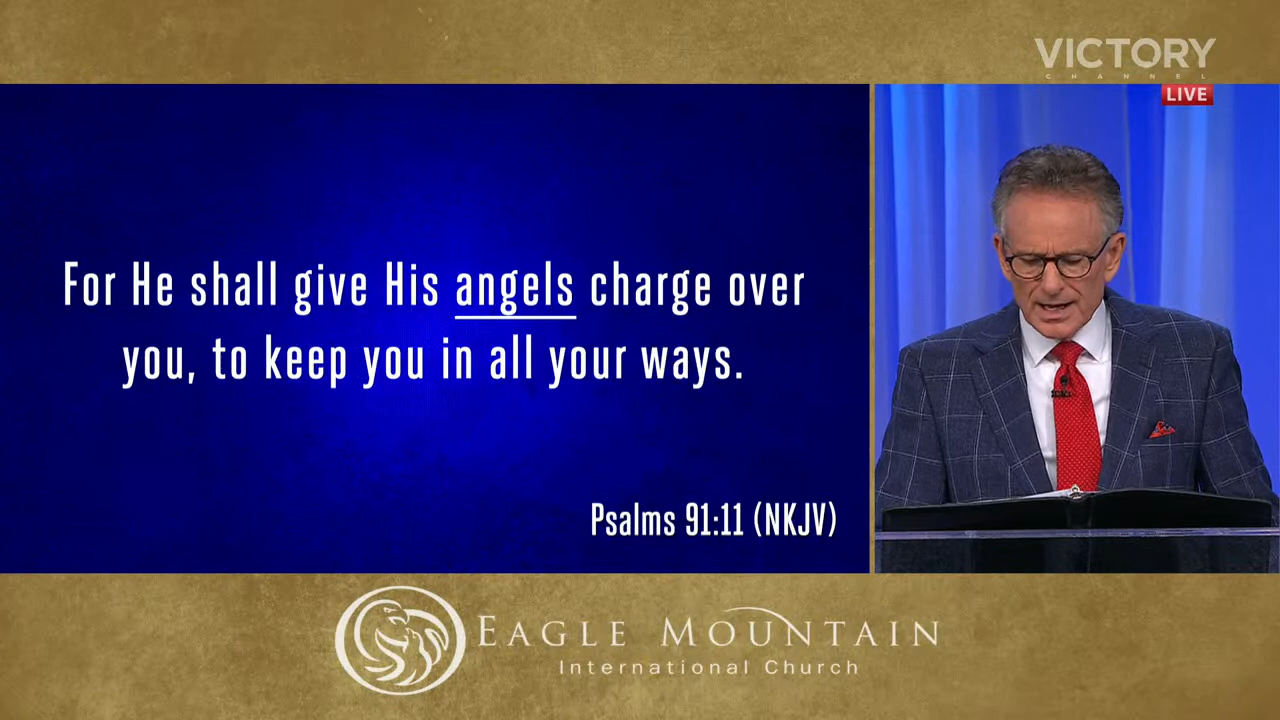 VICTORY
CHANNEL
LIVE
For He shall give His angels charge over
you, to keep you in all your ways.
Psalms 91:11 (NKJV)
EAGLE MOUNTAIN
International Church